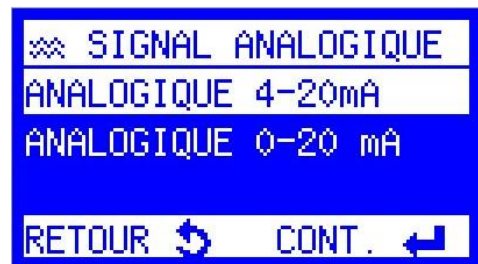 SIGNAL ANALOGIQUE
ANALOGIQUE 4-20mA
ANALOGIQUE 0-20 mA
RETOUR CONT.